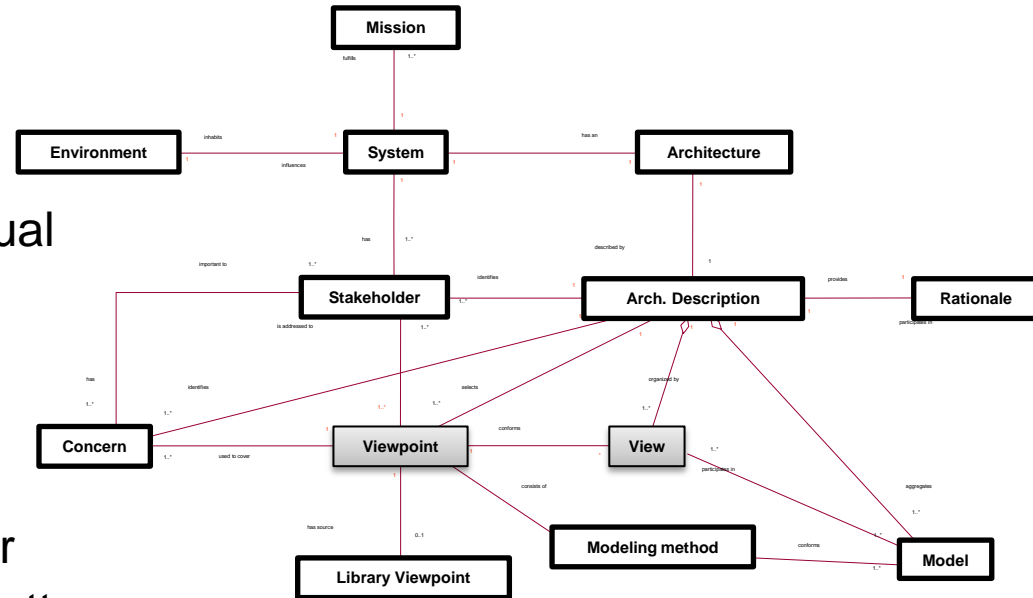 Mission
fulfills
1..*
1
Environment
inhabits
1
1
influences
System
1
has an
1
Architecture
1
1
ual
has
1..*
described by
1
important to
1..*
Stakeholder
identifies
1..*
1
Arch. Description
provides
1
1
Rationale
participates in
is addressed to
1..*
1
1
1
has
1..*
identifies
1..*
selects
1..*
organized by
1..*
1..*
Concern
1..*
used to cover
1
Viewpoint
1
conforms
*
View
1..*
participates in
1
consists of
aggregates
1..*
has source
0..1
r
Library Viewpoint
Modeling method
conforms
1..*
1..*
Model